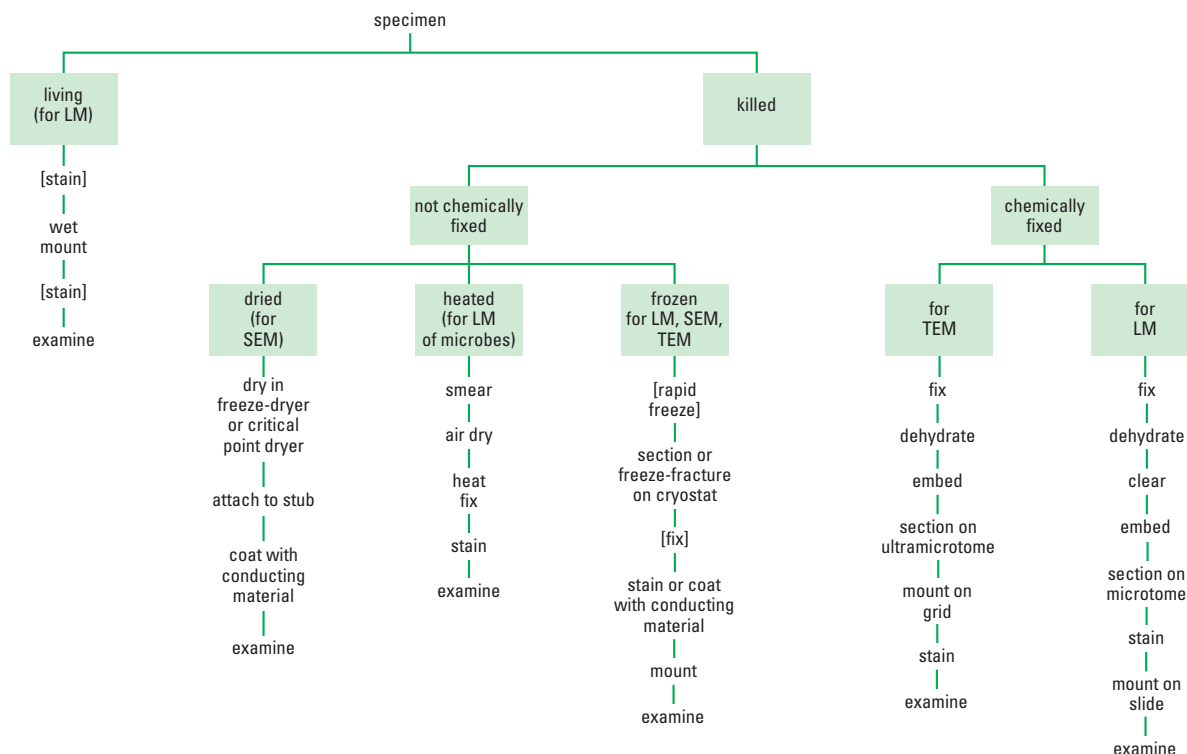 specimen
living
(for LM)
[stain]
wet
mount
[stain]
examine
killed
not chemically
fixed
dried
(for
SEM)
dry in
freeze-dryer
or critical
point dryer
attach to stub
coat with
conducting
material
examine
heated
(for LM
of microbes)
smear
air dry
heat
fix
stain
examine
frozen
for LM, SEM,
TEM
[rapid
freeze]
section or
freeze-fracture
on cryostat
[fix]
stain or coat
with conducting
material
mount
examine
chemically
fixed
for
TEM
fix
dehydrate
embed
section on
ultramicrotome
mount on
grid
stain
examine
for
LM
fix
dehydrate
clear
embed
section on
microtome
stain
mount on
slide
examine